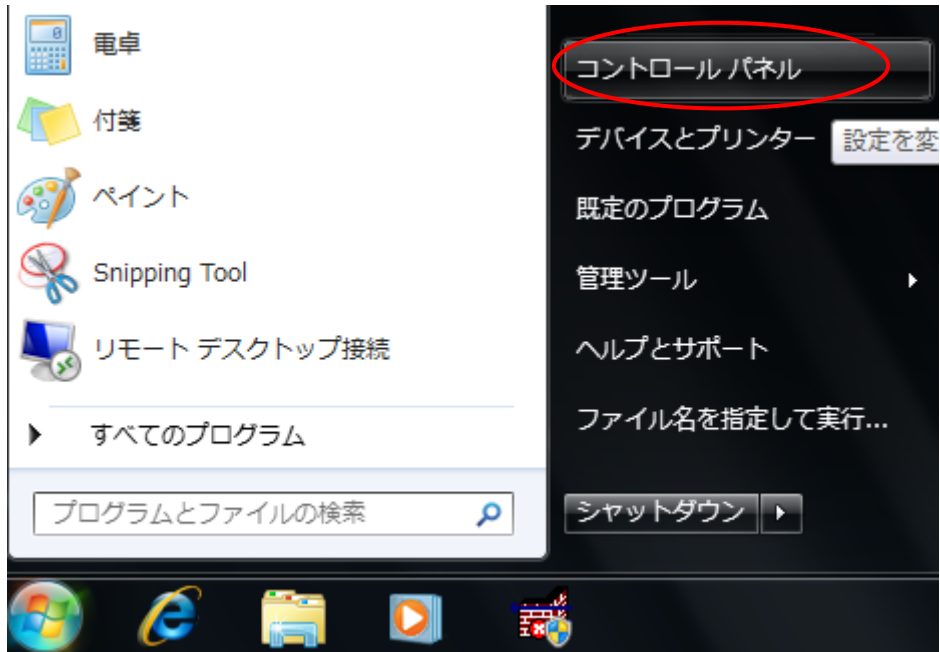 電卓
付箋
ペイント
Snipping Tool
リモート デスクトップ接続
すべてのプログラム
プログラムとファイルの検索
コントロール パネル
デバイスとプリンター
設定を変
既定のプログラム
管理ツール
ヘルプとサポート
ファイル名を指定して実行...
シャットダウン